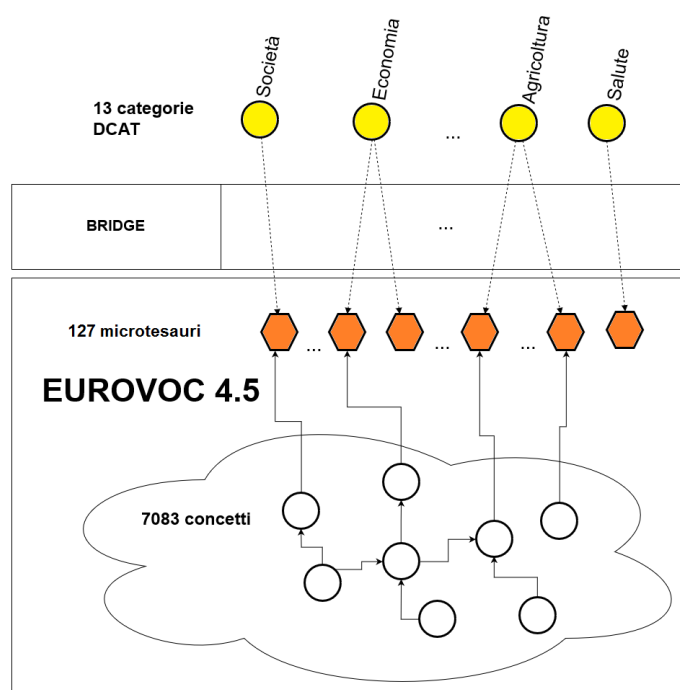 Società
Economia
Agricoltura
Salute
13 categorie
DCAT
...
BRIDGE
...
127 microtesauri
...
...
...
EUROVOC 4.5
7083 concetti